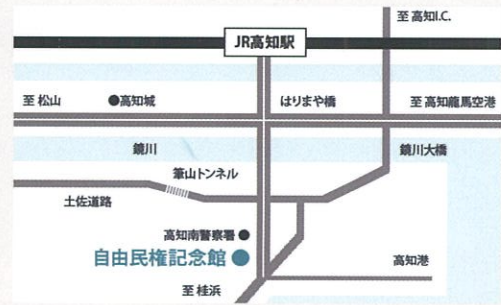 至 高知I.C.
JR高知駅
至 松山
●高知城
はりまや橋
至 高知龍馬空港
鏡川
鏡川大橋
筆山トンネル
土佐道路
高知南警察署●
自由民権記念館●
高知港
至 桂浜